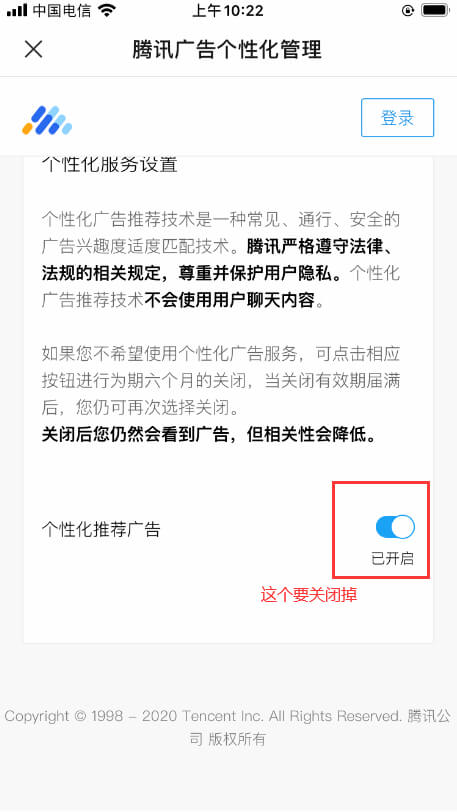 中国电信
上午10:22
腾讯广告个性化管理
登录
个性化服务设置
个性化广告推荐技术是一种常见、通行、安全的
广告兴趣度适度匹配技术。腾讯严格遵守法律、
法规的相关规定，尊重并保护用户隐私。个性化
广告推荐技术不会使用用户聊天内容。
如果您不希望使用个性化广告服务，可点击相应
按钮进行为期六个月的关闭，当关闭有效期届满
后，您仍可再次选择关闭。
关闭后您仍然会看到广告，但相关性会降低。
个性化推荐广告
已开启
这个要关闭掉
Copyright © 1998 - 2020 Tencent Inc. All Rights Reserved. 腾讯公
司 版权所有